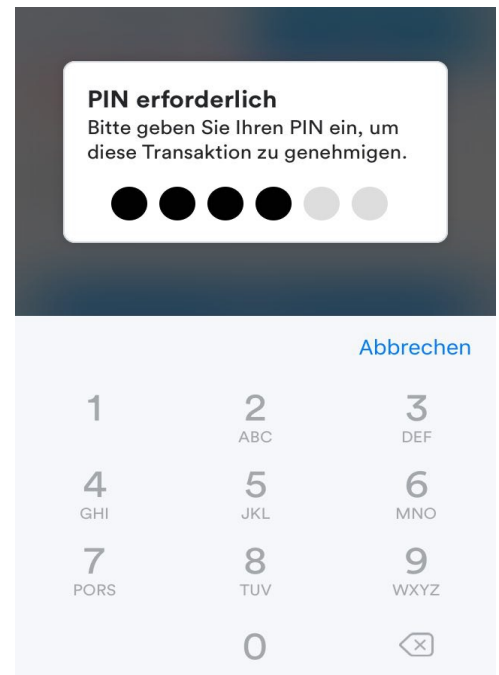 PIN erforderlich
Bitte geben Sie Ihren PIN ein, um
diese Transaktion zu genehmigen.
Abbrechen
1 2 3
ABC DEF
4 5 6
GHI JKL MNO
7 8 9
PORS TUV WXYZ
0